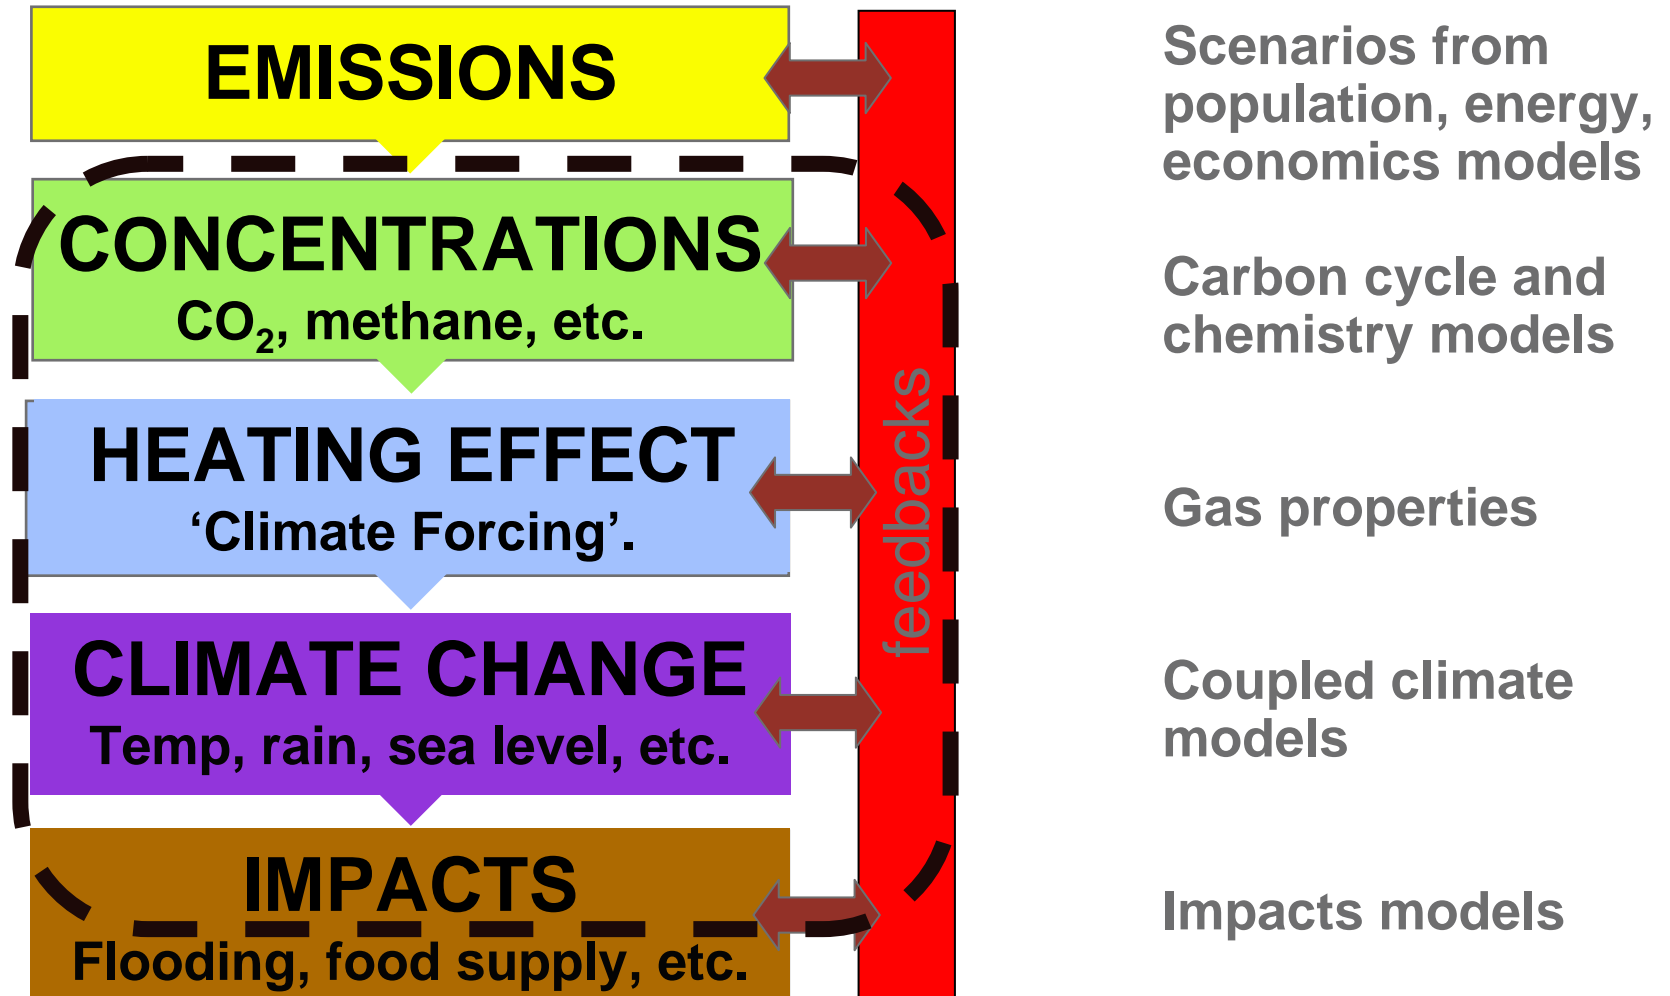 EMISSIONS
Scenarios from
population, energy,
economics models
CONCENTRATIONS
CO₂, methane, etc.
Carbon cycle and
chemistry models
HEATING EFFECT
‘Climate Forcing’.
Gas properties
feedbacks
CLIMATE CHANGE
Temp, rain, sea level, etc.
Coupled climate
models
IMPACTS
Flooding, food supply, etc.
Impacts models